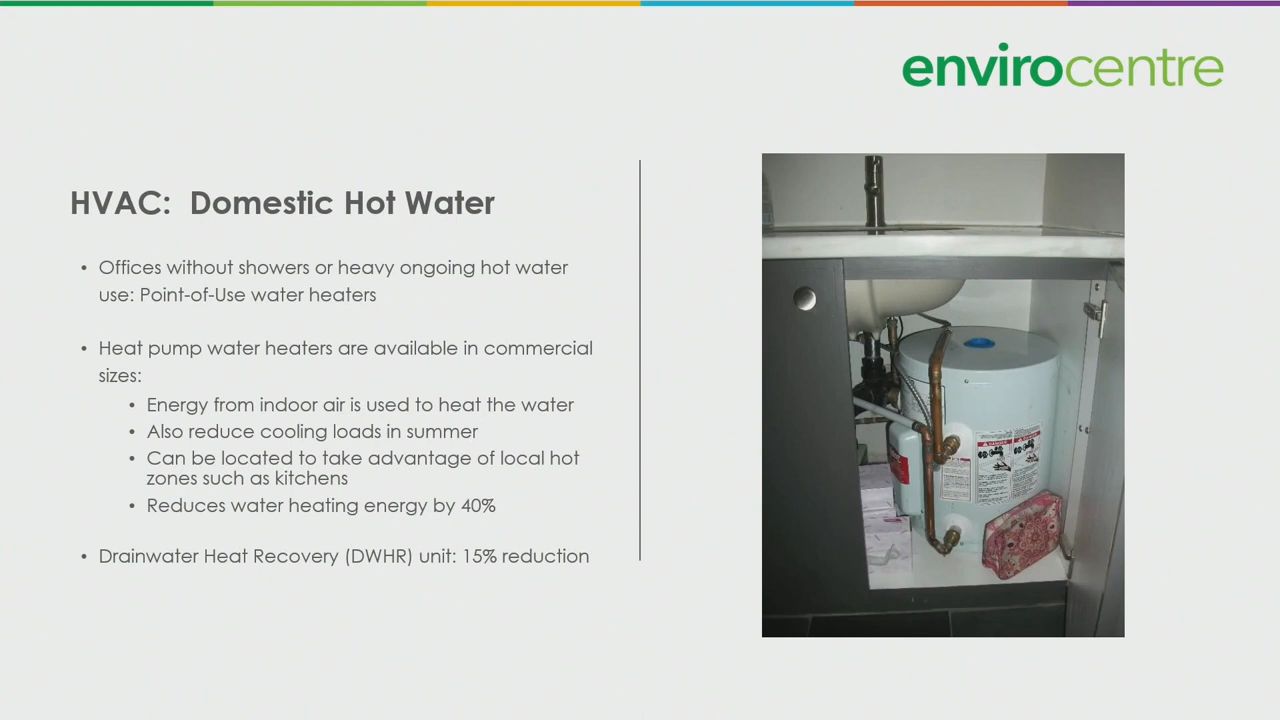 envirocentre
HVAC:  Domestic Hot Water
• Offices without showers or heavy ongoing hot water
use: Point-of-Use water heaters
• Heat pump water heaters are available in commercial
sizes:
• Energy from indoor air is used to heat the water
• Also reduce cooling loads in summer
• Can be located to take advantage of local hot
zones such as kitchens
• Reduces water heating energy by 40%
• Drainwater Heat Recovery (DWHR) unit: 15% reduction